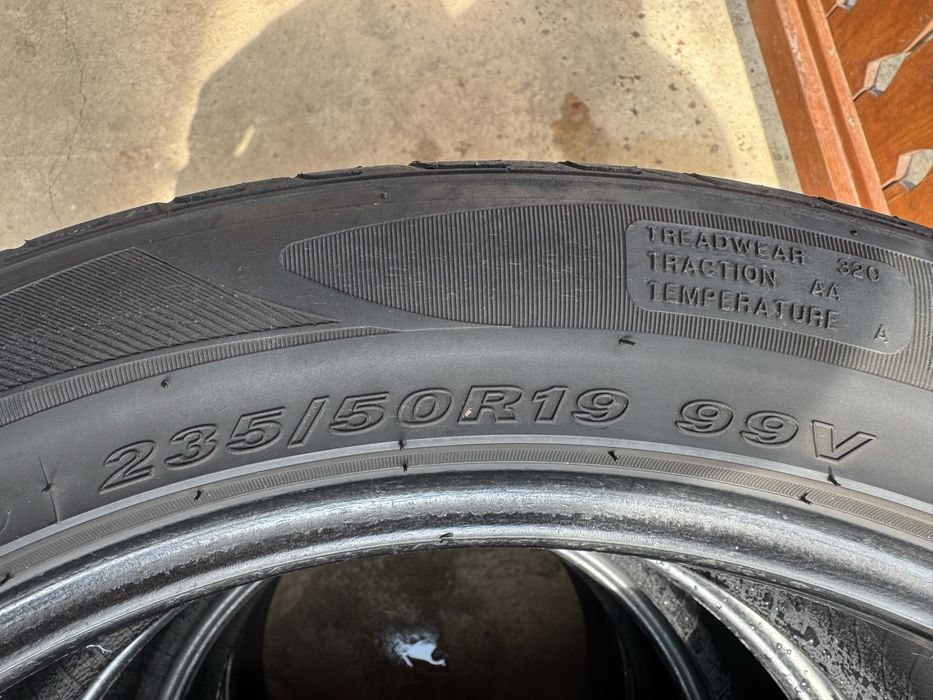 TREADWEAR 320
TRACTION AA
TEMPERATURE A
235/50R19 99V